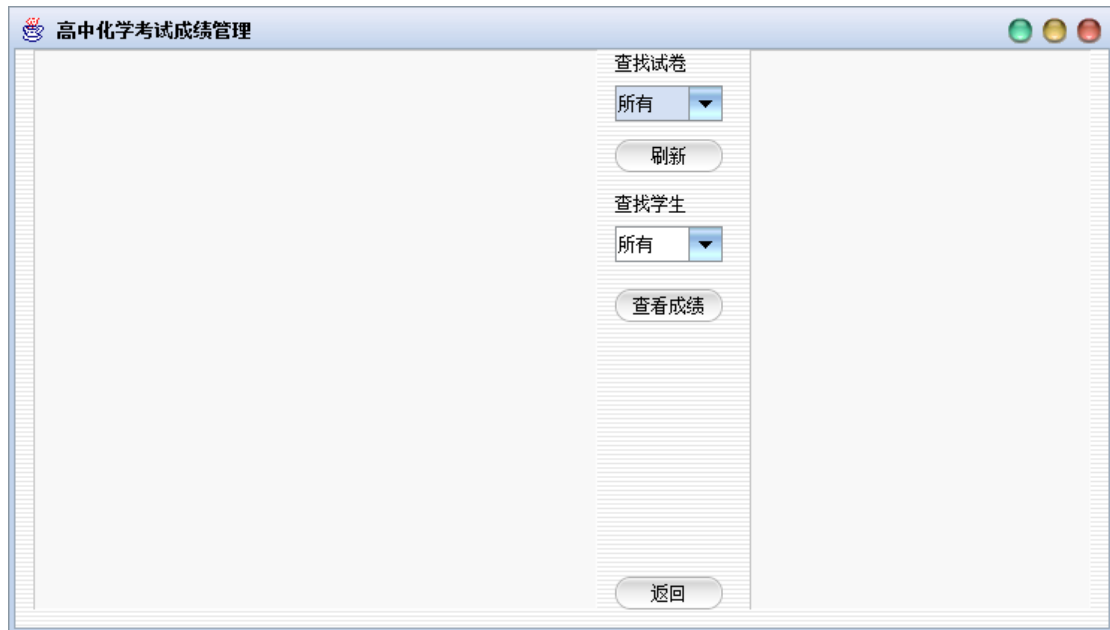 高中化学考试成绩管理
查找试卷
所有
刷新
查找学生
所有
查看成绩
返回